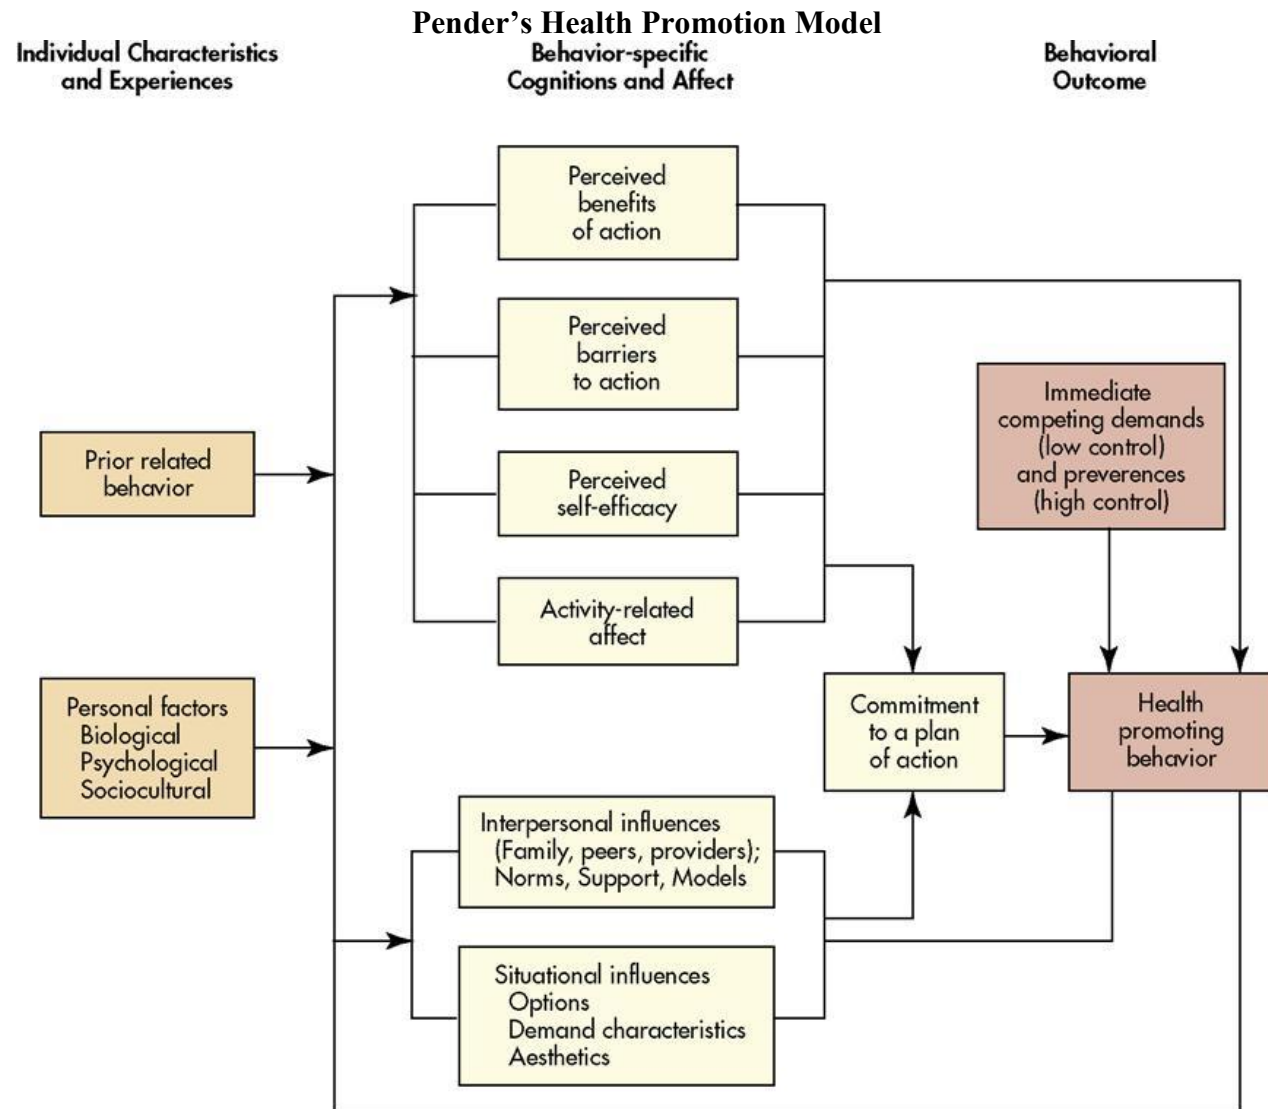 Pender’s Health Promotion Model
Individual Characteristics
and Experiences
Behavior-specific
Cognitions and Affect
Behavioral
Outcome
Perceived
benefits
of action
Perceived
barriers
to action
Immediate
competing demands
(low control)
and preverences
(high control)
Prior related
behavior
Perceived
self-efficacy
Activity-related
affect
Personal factors
Biological
Psychological
Sociocultural
Commitment
to a plan
of action
Health
promoting
behavior
Interpersonal influences
(Family, peers, providers);
Norms, Support, Models
Situational influences
Options
Demand characteristics
Aesthetics